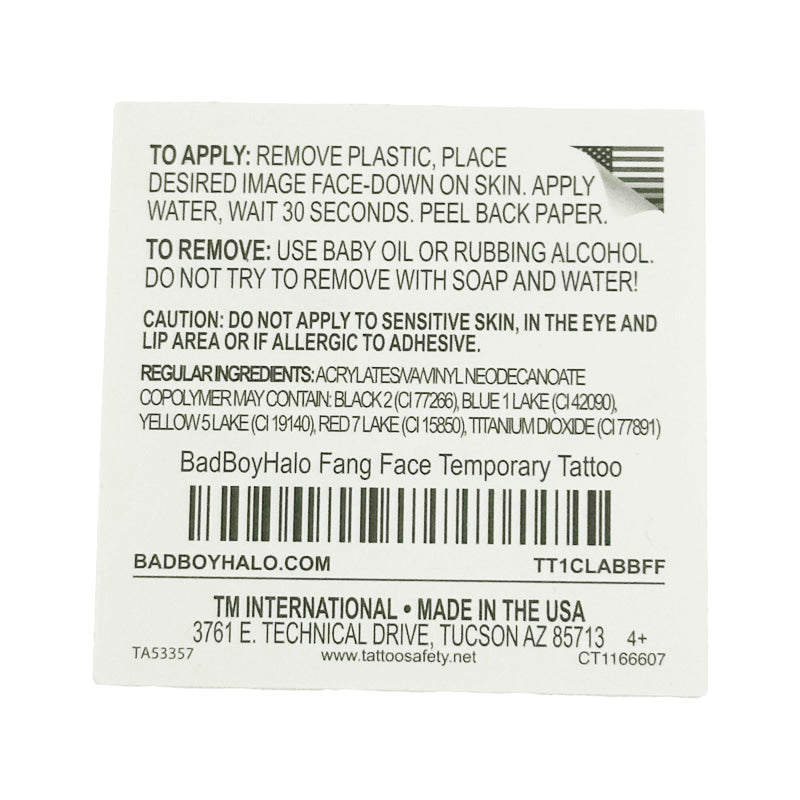 TO APPLY: REMOVE PLASTIC, PLACE
DESIRED IMAGE FACE-DOWN ON SKIN. APPLY
WATER, WAIT 30 SECONDS. PEEL BACK PAPER.
TO REMOVE: USE BABY OIL OR RUBBING ALCOHOL.
DO NOT TRY TO REMOVE WITH SOAP AND WATER!
CAUTION: DO NOT APPLY TO SENSITIVE SKIN, IN THE EYE AND
LIP AREA OR IF ALLERGIC TO ADHESIVE.
REGULAR INGREDIENTS: ACRYLATES/VA/VINYL NEODECANOATE
COPOLYMER MAY CONTAIN: BLACK 2 (CI 77266), BLUE 1 LAKE (CI 42090),
YELLOW 5 LAKE (CI 19140), RED 7 LAKE (CI 15850), TITANIUM DIOXIDE (CI 77891)
BadBoyHalo Fang Face Temporary Tattoo
BADBOYHALO.COM TT1CLABBFF
TM INTERNATIONAL • MADE IN THE USA
3761 E. TECHNICAL DRIVE, TUCSON AZ 85713 4+
TA53357 www.tattoosafety.net CT1166607